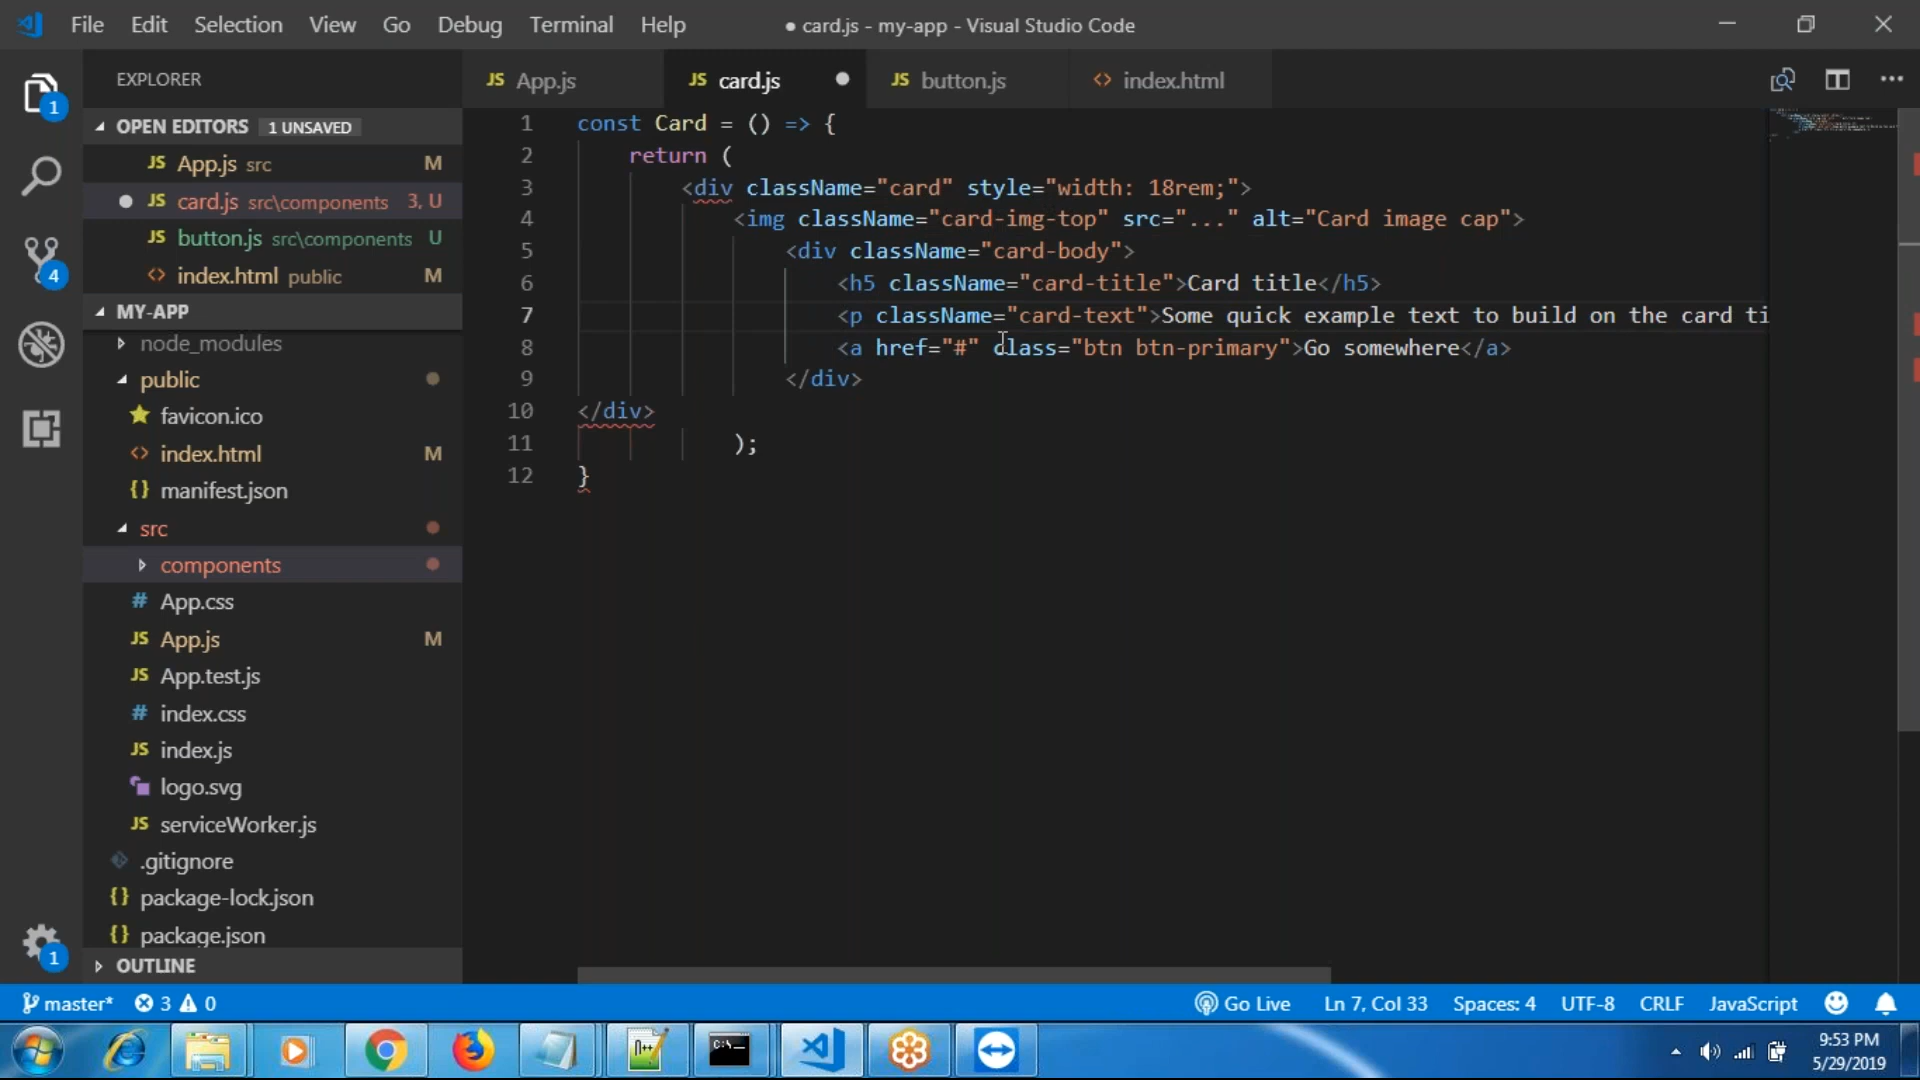 File Edit Selection View Go Debug Terminal Help ● card.js - my-app - Visual Studio Code
EXPLORER
JS App.js JS card.js JS button.js <> index.html
OPEN EDITORS 1 UNSAVED
JS App.js src M
JS card.js src\components 3, U
JS button.js src\components U
<> index.html public M
MY-APP
node_modules
public
favicon.ico
<> index.html M
{} manifest.json
src
components
# App.css
JS App.js M
JS App.test.js
# index.css
JS index.js
logo.svg
JS serviceWorker.js
.gitignore
{} package-lock.json
{} package.json
OUTLINE
1 const Card = () => {
2 return (
3 <div className="card" style="width: 18rem;">
4 <img className="card-img-top" src="..." alt="Card image cap">
5 <div className="card-body">
6 <h5 className="card-title">Card title</h5>
7 <p className="card-text">Some quick example text to build on the card ti
8 <a href="#" class="btn btn-primary">Go somewhere</a>
9 </div>
10 </div>
11 );
12 }
1
4
1
master* 3 0 Go Live Ln 7, Col 33 Spaces: 4 UTF-8 CRLF JavaScript
N++ C:\
9:53 PM
5/29/2019